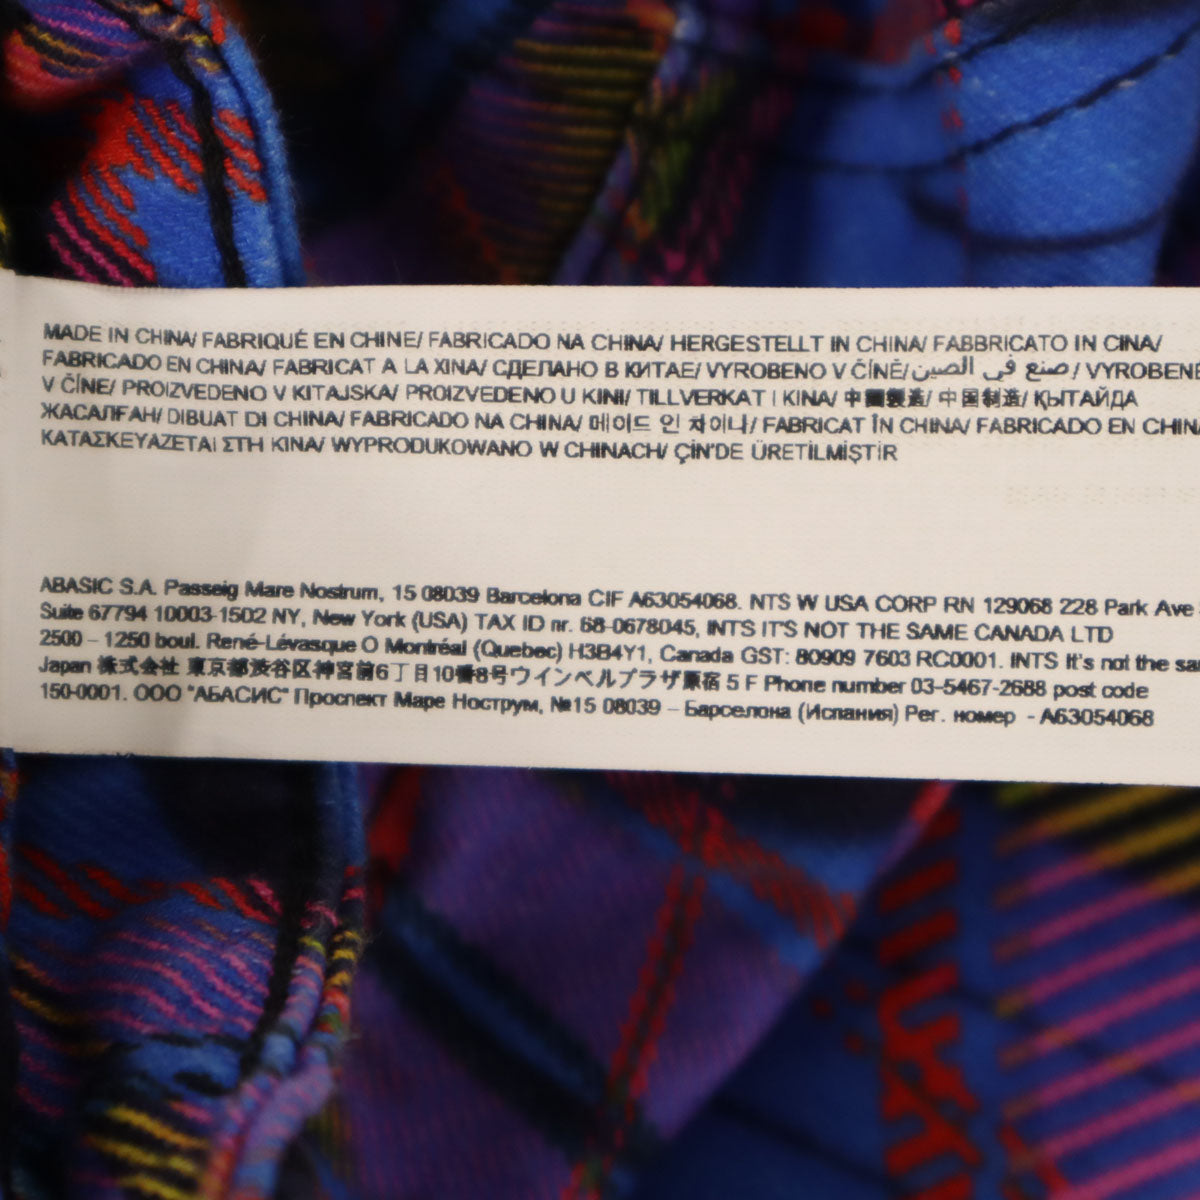 MADE IN CHINA/ FABRIQUÉ EN CHINE/ FABRICADO NA CHINA/ HERGESTELLT IN CHINA/ FABBRICATO IN CINA/
FABRICADO EN CHINA/ FABRICAT A LA XINA/ СДЕЛАНО В КИТАЕ/ VYROBENO V ČÍNĚ/ صنع في الصين/ VYROBENE
V ČÍNE/ PROIZVEDENO V KITAJSKA/ PROIZVEDENO U KINI/ TILLVERKAT I KINA/ 中國製造/ 中国制造/ ҚЫТАЙДА
ЖАСАЛҒАН/ DIBUAT DI CHINA/ FABRICADO NA CHINA/ 메이드 인 차이나/ FABRICAT ÎN CHINA/ FABRICADO EN CHINA
ΚΑΤΑΣΚΕΥΑΖΕΤΑΙ ΣΤΗ ΚΙΝΑ/ WYPRODUKOWANO W CHINACH/ ÇİN'DE ÜRETİLMİŞTİR
ABASIC S.A. Passeig Mare Nostrum, 15 08039 Barcelona CIF A63054068. NTS W USA CORP RN 129068 228 Park Ave
Suite 67794 10003-1502 NY, New York (USA) TAX ID nr. 68-0678045, INTS IT'S NOT THE SAME CANADA LTD
2500 – 1250 boul. René-Lévasque O Montréal (Quebec) H3B4Y1, Canada GST: 80909 7603 RC0001. INTS It's not the
Japan 株式会社 東京都渋谷区神宮前6丁目10番8号ウインベルプラザ原宿 5 F Phone number 03-5467-2688 post code
150-0001. ООО "АБАСИС" Проспект Маре Нострум, №15 08039 – Барселона (Испания) Рег. номер - А63054068